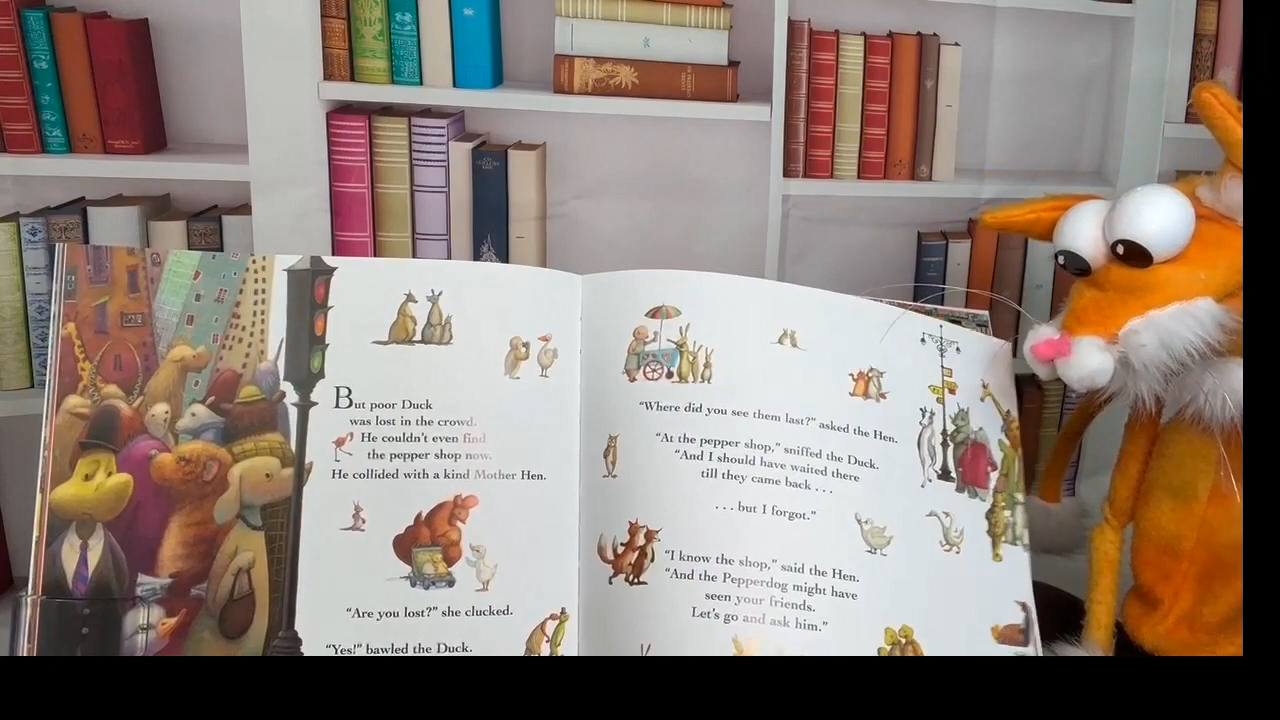 But poor Duck
was lost in the crowd.
He couldn't even find
the pepper shop now.
He collided with a kind Mother Hen.
"Are you lost?" she clucked.
"Yes!" bawled the Duck.
"Where did you see them last?" asked the Hen.
"At the pepper shop," sniffed the Duck.
"And I should have waited there
till they came back . . .
. . . but I forgot."
"I know the shop," said the Hen.
"And the Pepperdog might have
seen your friends.
Let's go and ask him."